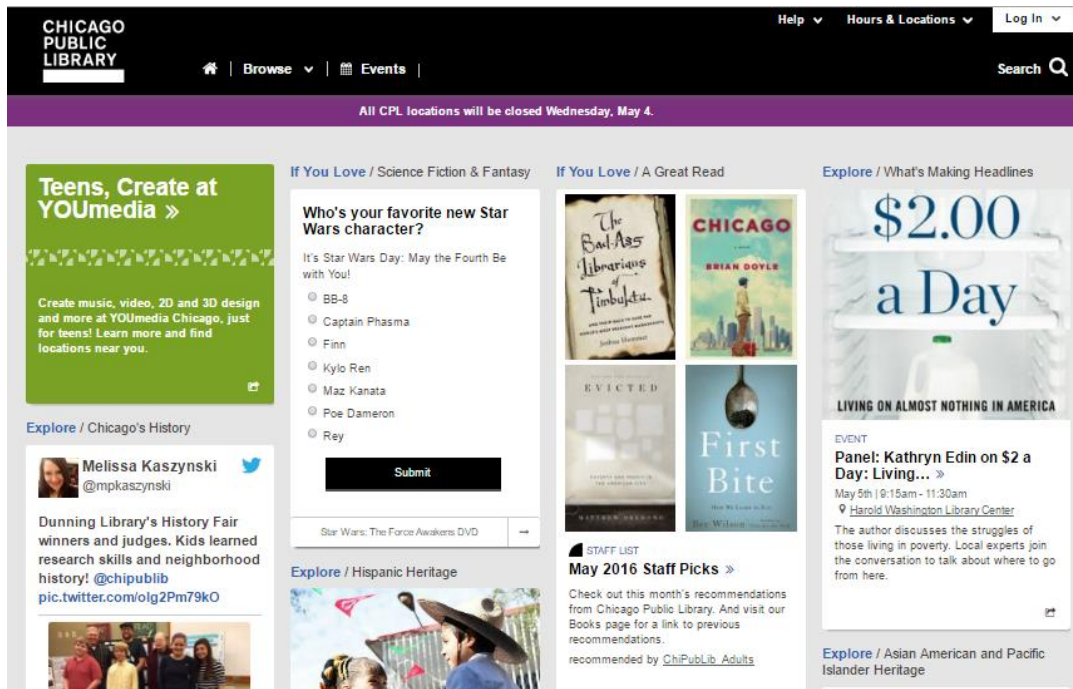 CHICAGO
PUBLIC
LIBRARY
Help
Hours & Locations
Log In
Browse
Events
Search
All CPL locations will be closed Wednesday, May 4.
Teens, Create at
YOUmedia »
Create music, video, 2D and 3D design
and more at YOUmedia Chicago, just
for teens! Learn more and find
locations near you.
Explore / Chicago's History
Melissa Kaszynski
@mpkaszynski
Dunning Library's History Fair
winners and judges. Kids learned
research skills and neighborhood
history! @chipublib
pic.twitter.com/olg2Pm79kO
If You Love / Science Fiction & Fantasy
Who's your favorite new Star
Wars character?
It's Star Wars Day: May the Fourth Be
with You!
BB-8
Captain Phasma
Finn
Kylo Ren
Maz Kanata
Poe Dameron
Rey
Submit
Star Wars: The Force Awakens DVD
Explore / Hispanic Heritage
If You Love / A Great Read
The
Bad-Ass
Librarians
of
Timbuktu
Joshua Hammer
CHICAGO
BRIAN DOYLE
EVICTED
MATTHEW DESMOND
First
Bite
How We Learn to Eat
Bee Wilson
STAFF LIST
May 2016 Staff Picks »
Check out this month's recommendations
from Chicago Public Library. And visit our
Books page for a link to previous
recommendations.
recommended by ChiPubLib_Adults
Explore / What's Making Headlines
$2.00
a Day
LIVING ON ALMOST NOTHING IN AMERICA
EVENT
Panel: Kathryn Edin on $2 a
Day: Living... »
May 5th | 9:15am - 11:30am
Harold Washington Library Center
The author discusses the struggles of
those living in poverty. Local experts join
the conversation to talk about where to go
from here.
Explore / Asian American and Pacific
Islander Heritage